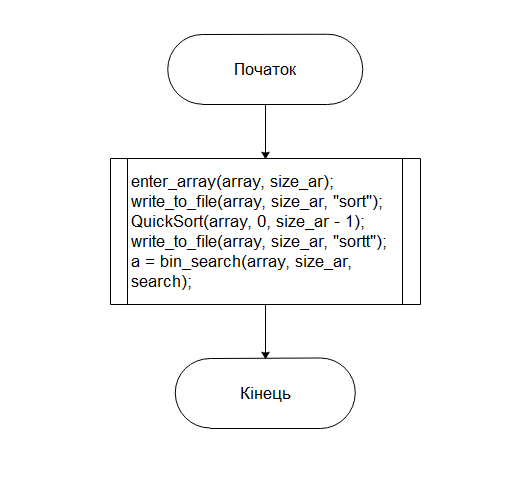 Початок
enter_array(array, size_ar);
write_to_file(array, size_ar, "sort");
QuickSort(array, 0, size_ar - 1);
write_to_file(array, size_ar, "sortt");
a = bin_search(array, size_ar,
search);
Кінець